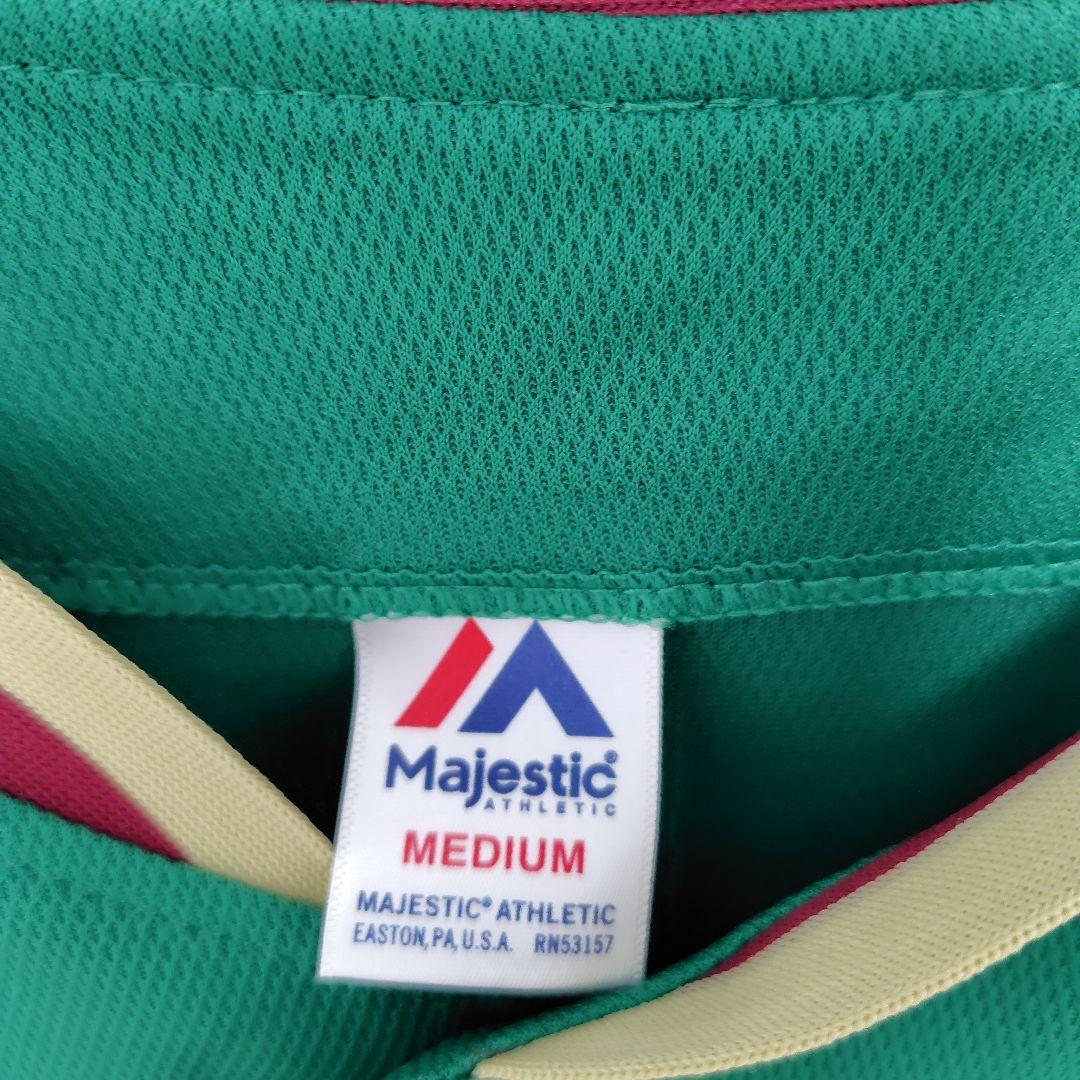 Majestic®
ATHLETIC
MEDIUM
MAJESTIC® ATHLETIC
EASTON, PA, U.S.A. RN53157